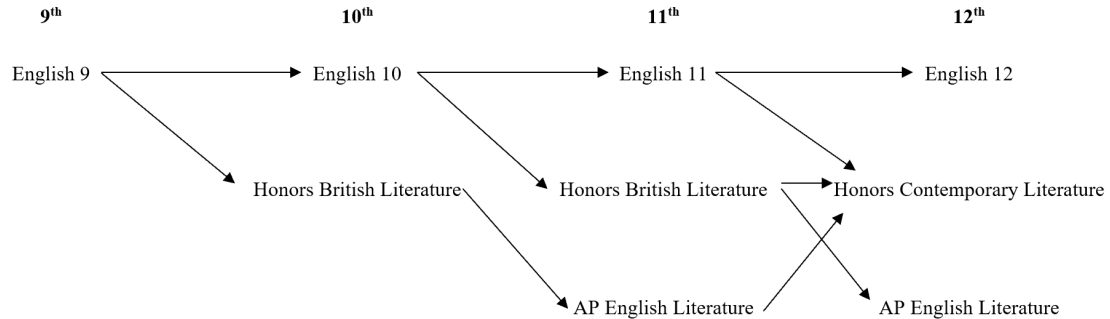 9th 10th 11th 12th
English 9 English 10 English 11 English 12
Honors British Literature Honors British Literature Honors Contemporary Literature
AP English Literature AP English Literature